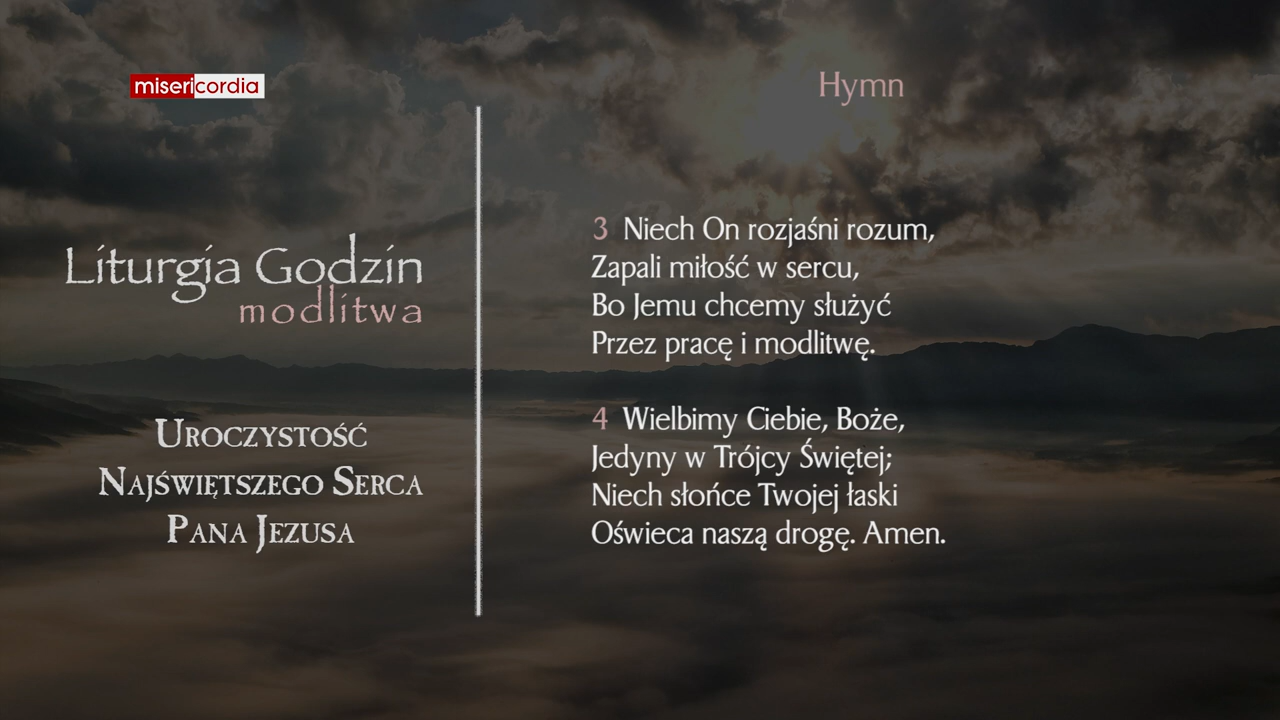 misericordia
Liturgia Godzin
modlitwa
Uroczystość
Najświętszego Serca
Pana Jezusa
Hymn
3 Niech On rozjaśni rozum,
Zapali miłość w sercu,
Bo Jemu chcemy służyć
Przez pracę i modlitwę.
4 Wielbimy Ciebie, Boże,
Jedyny w Trójcy Świętej;
Niech słońce Twojej łaski
Oświeca naszą drogę. Amen.